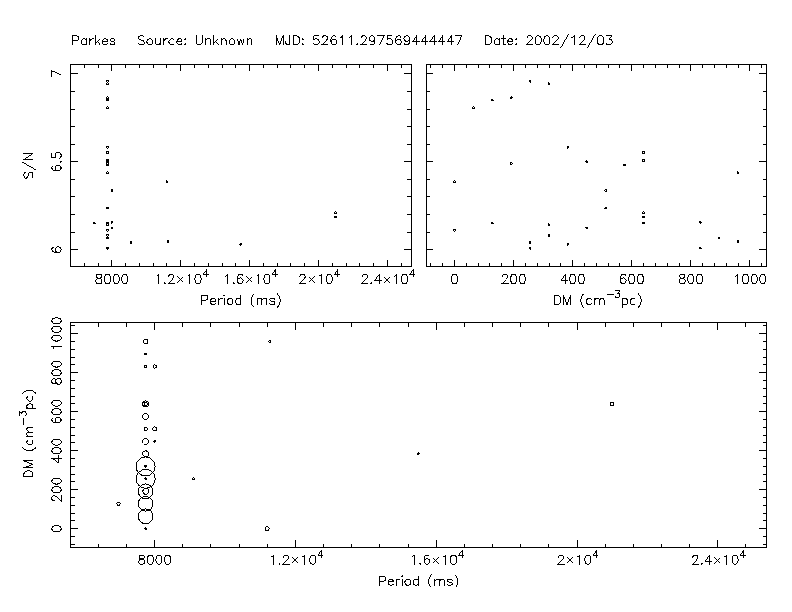 Parkes Source: Unknown MJD: 52611.297569444447 Date: 2002/12/03
7
6.5
6
S/N
8000 1.2×10⁴ 1.6×10⁴ 2×10⁴ 2.4×10⁴
Period (ms)
0 200 400 600 800 1000
DM (cm⁻³pc)
1000
800
600
400
200
0
DM (cm⁻³pc)
8000 1.2×10⁴ 1.6×10⁴ 2×10⁴ 2.4×10⁴
Period (ms)